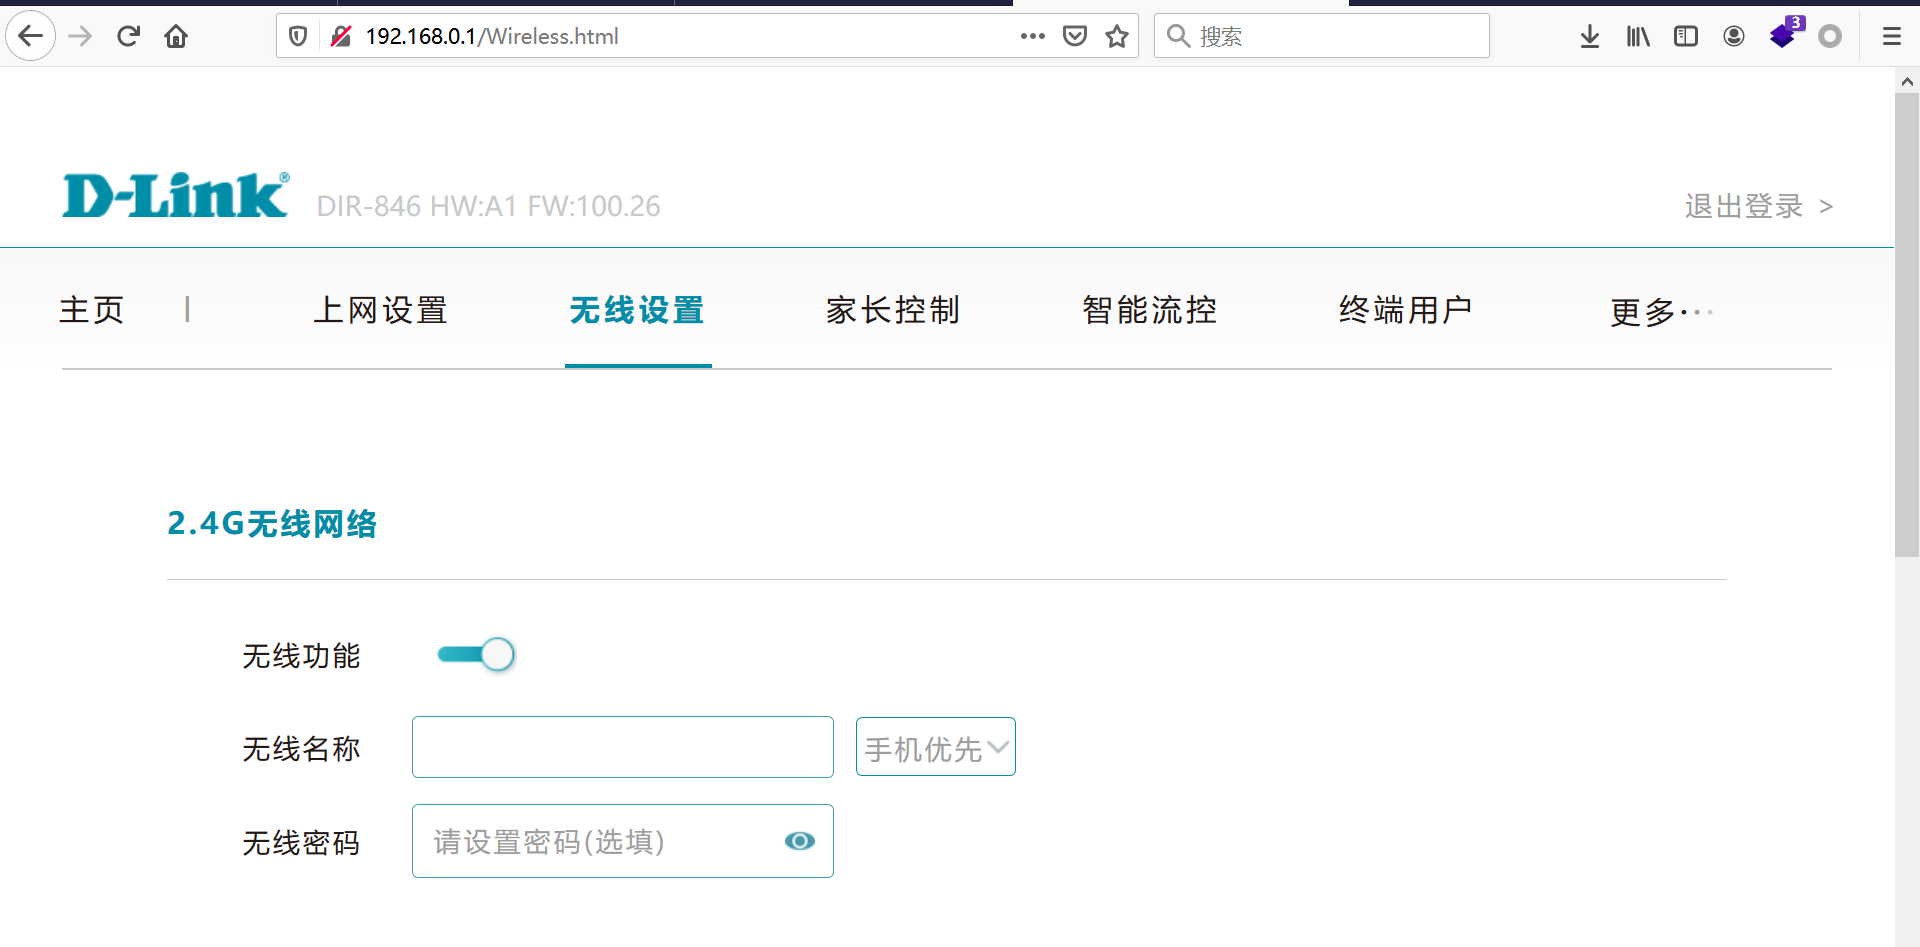 192.168.0.1/Wireless.html
搜索
3
D-Link®
DIR-846 HW:A1 FW:100.26
退出登录 >
主页 | 上网设置 无线设置 家长控制 智能流控 终端用户 更多···
2.4G无线网络
无线功能
无线名称
手机优先
无线密码
请设置密码(选填)